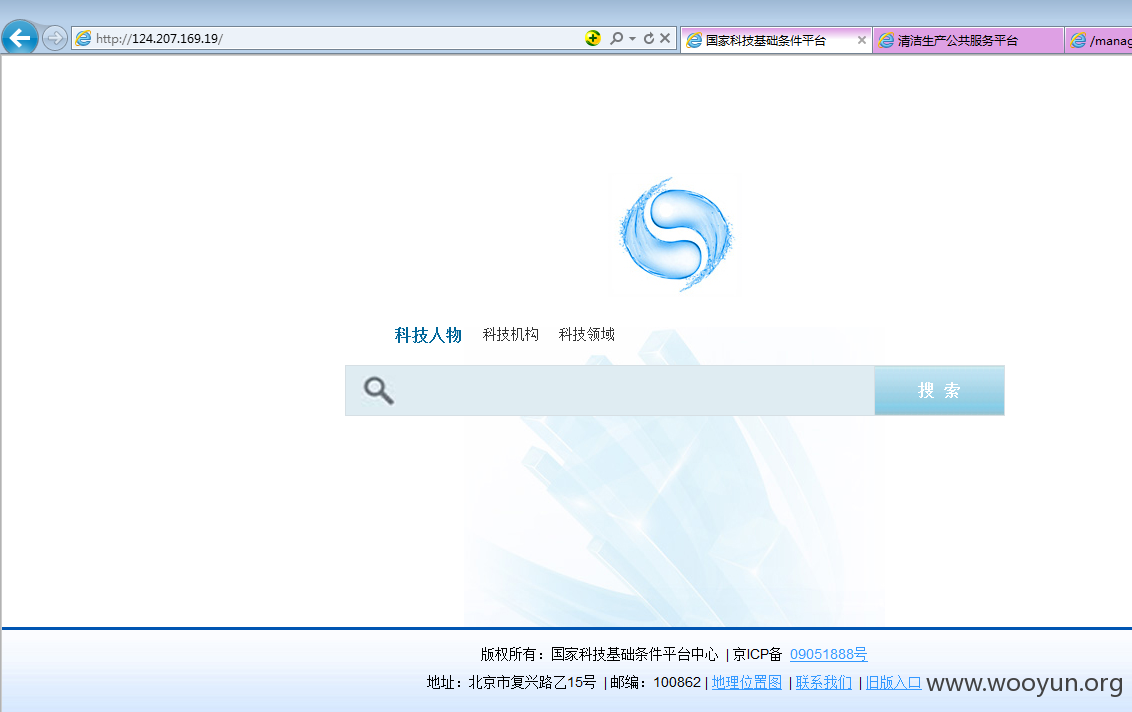 http://124.207.169.19/
国家科技基础条件平台
清洁生产公共服务平台
/manag
科技人物 科技机构 科技领域
搜 索
版权所有：国家科技基础条件平台中心 | 京ICP备 09051888号
地址：北京市复兴路乙15号 | 邮编：100862 | 地理位置图 | 联系我们 | 旧版入口
www.wooyun.org